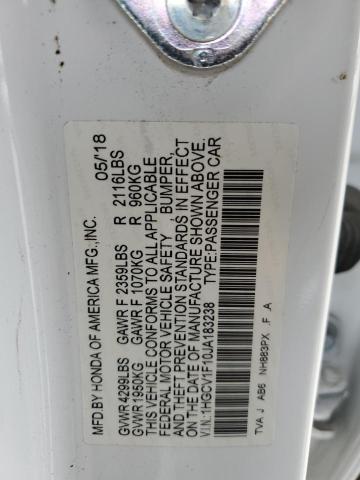 MFD.BY HONDA OF AMERICA MFG.,INC. 05/'18
GVWR 4299LBS GAWR F 2359LBS R 2116LBS
GVWR 1950KG GAWR F 1070KG R 960KG
THIS VEHICLE CONFORMS TO ALL APPLICABLE
FEDERAL MOTOR VEHICLE SAFETY, BUMPER,
AND THEFT PREVENTION STANDARDS IN EFFECT
ON THE DATE OF MANUFACTURE SHOWN ABOVE.
V.I.N.:1HGCV1F10JA183238 TYPE:PASSENGER CAR
TVA J AB6 NH883PX .F .A